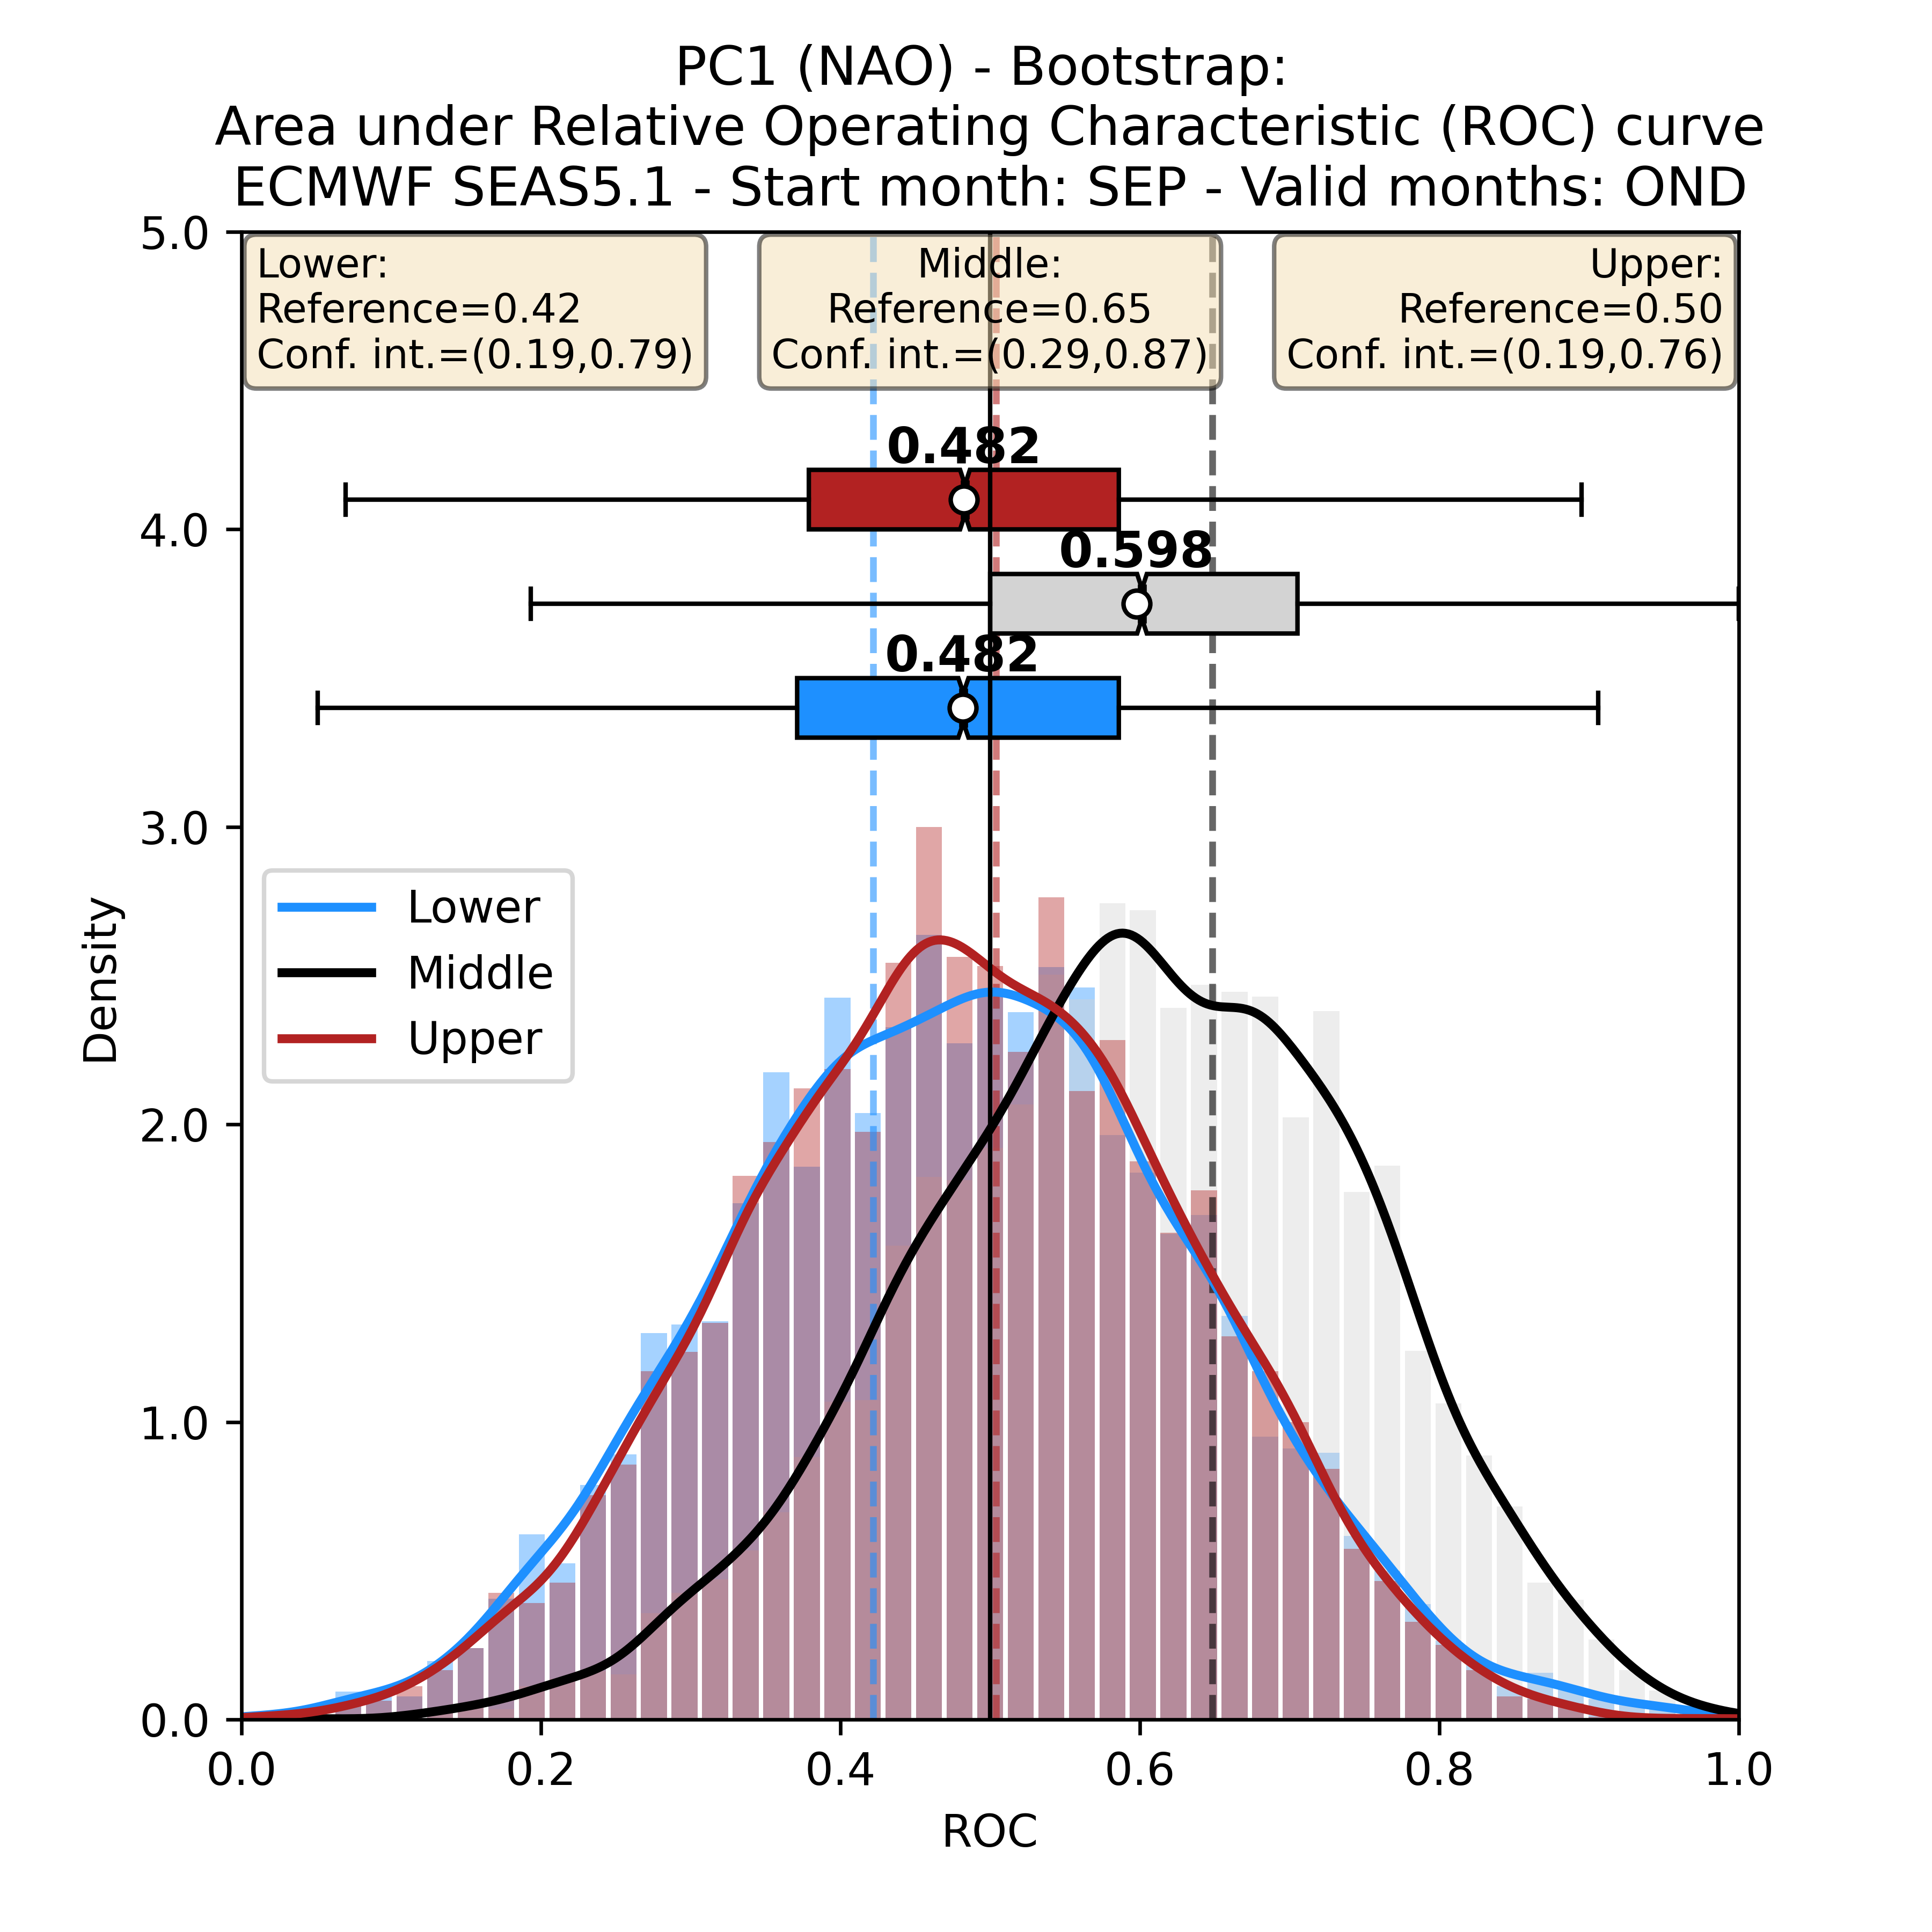 PC1 (NAO) - Bootstrap:
Area under Relative Operating Characteristic (ROC) curve
ECMWF SEAS5.1 - Start month: SEP - Valid months: OND
Lower:
Reference=0.42
Conf. int.=(0.19,0.79)
Middle:
Reference=0.65
Conf. int.=(0.29,0.87)
Upper:
Reference=0.50
Conf. int.=(0.19,0.76)
0.482
0.598
0.482
5.0
4.0
3.0
2.0
1.0
0.0
Density
Lower
Middle
Upper
0.0
0.2
0.4
0.6
0.8
1.0
ROC